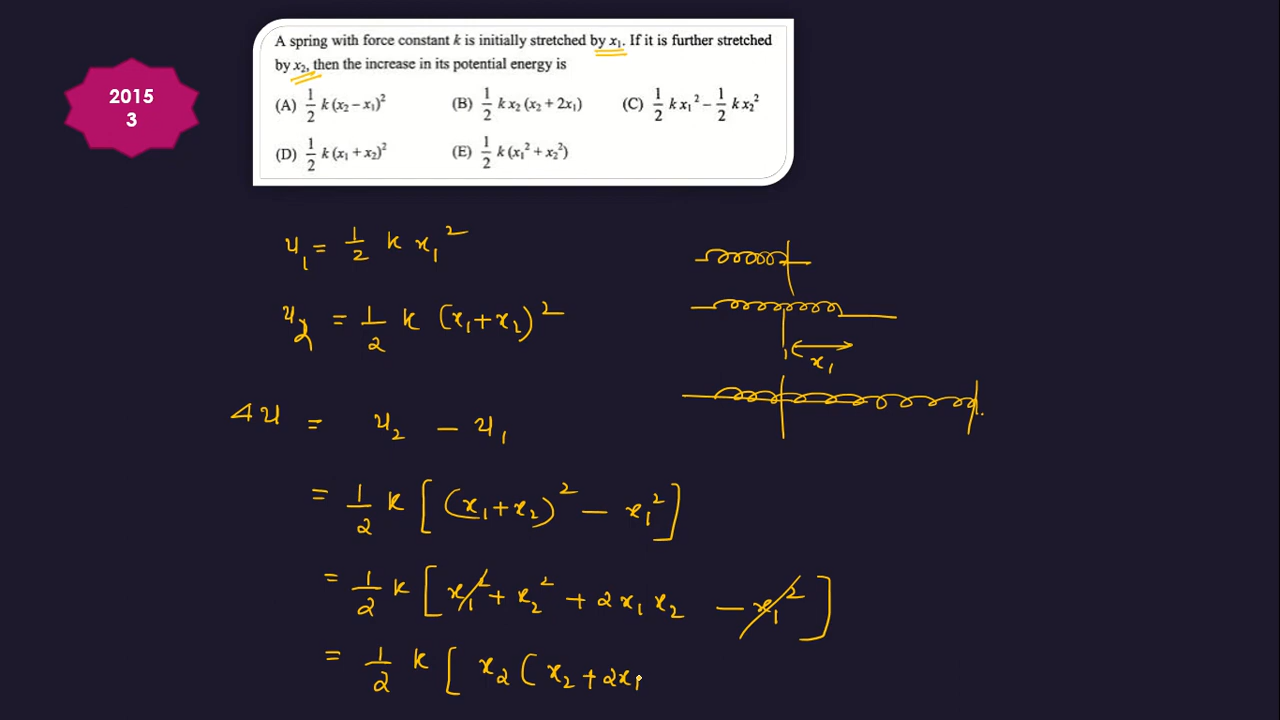 2015
3
A spring with force constant k is initially stretched by x₁. If it is further stretched
by x₂, then the increase in its potential energy is
(A) 1/2 k (x₂ – x₁)² (B) 1/2 k x₂ (x₂ + 2x₁) (C) 1/2 k x₁² – 1/2 k x₂²
(D) 1/2 k (x₁ + x₂)² (E) 1/2 k (x₁² + x₂²)
u₁ = 1/2 k x₁²
u₂ = 1/2 k (x₁+x₂)²
x₁
Δu = u₂ – u₁
= 1/2 k [(x₁+x₂)² – x₁²]
= 1/2 k [x₁² + x₂² + 2x₁x₂ – x₁²]
= 1/2 k [x₂(x₂+2x₁